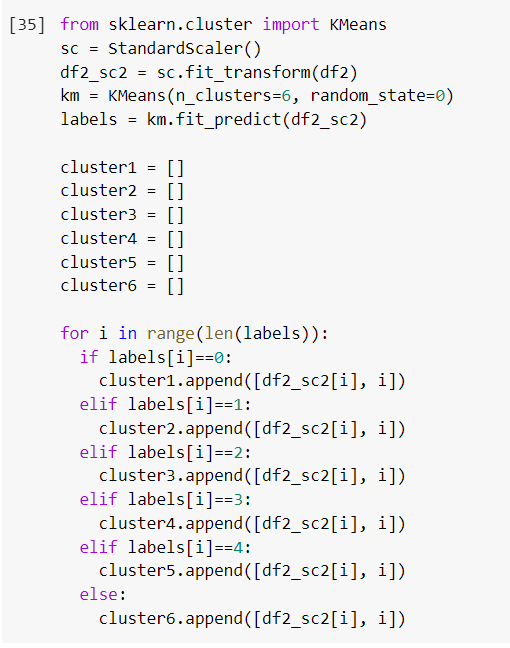 [35] from sklearn.cluster import KMeans
sc = StandardScaler()
df2_sc2 = sc.fit_transform(df2)
km = KMeans(n_clusters=6, random_state=0)
labels = km.fit_predict(df2_sc2)

cluster1 = []
cluster2 = []
cluster3 = []
cluster4 = []
cluster5 = []
cluster6 = []

for i in range(len(labels)):
  if labels[i]==0:
    cluster1.append([df2_sc2[i], i])
  elif labels[i]==1:
    cluster2.append([df2_sc2[i], i])
  elif labels[i]==2:
    cluster3.append([df2_sc2[i], i])
  elif labels[i]==3:
    cluster4.append([df2_sc2[i], i])
  elif labels[i]==4:
    cluster5.append([df2_sc2[i], i])
  else:
    cluster6.append([df2_sc2[i], i])